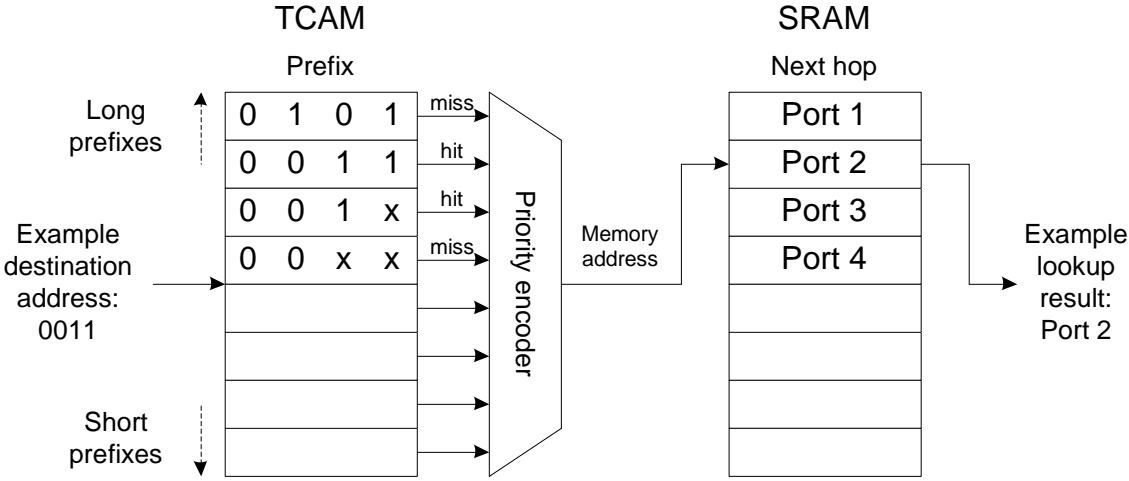 TCAM
SRAM
Prefix
Next hop
Long
prefixes
0 1 0 1
miss
Port 1
0 0 1 1
hit
Port 2
0 0 1 x
hit
Port 3
0 0 x x
miss
Port 4
Example
destination
address:
0011
Priority encoder
Memory
address
Example
lookup
result:
Port 2
Short
prefixes